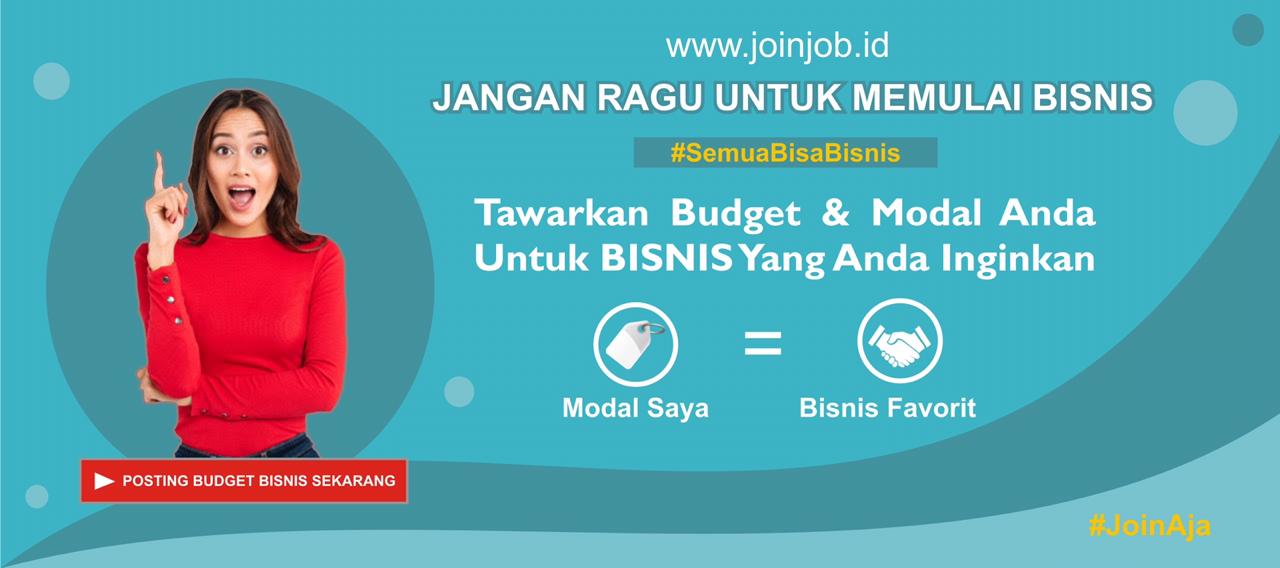 www.joinjob.id
JANGAN RAGU UNTUK MEMULAI BISNIS
#SemuaBisaBisnis
Tawarkan Budget & Modal Anda
Untuk BISNIS Yang Anda Inginkan
=
Modal Saya
Bisnis Favorit
POSTING BUDGET BISNIS SEKARANG
#JoinAja